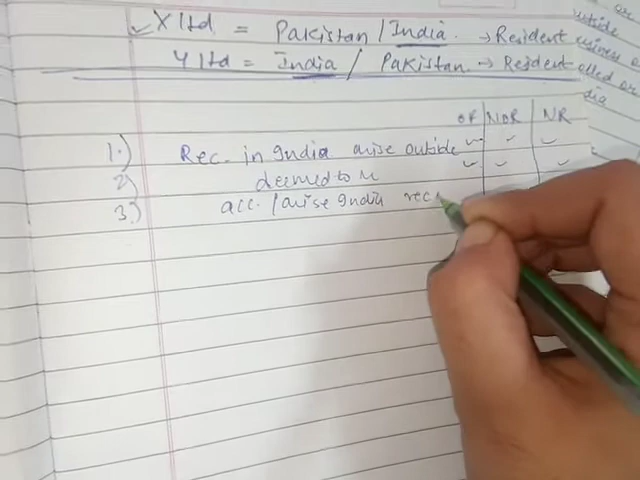 ✓ X ltd = Pakistan / India. → Resident
Y ltd = India / Pakistan. → Resident
OR | NOR | NR
1.) Rec. in India arise outside ✓ ✓ ✓
2) deemed to " ✓ ✓ ✓
3.) acc. / arise India rec
outside